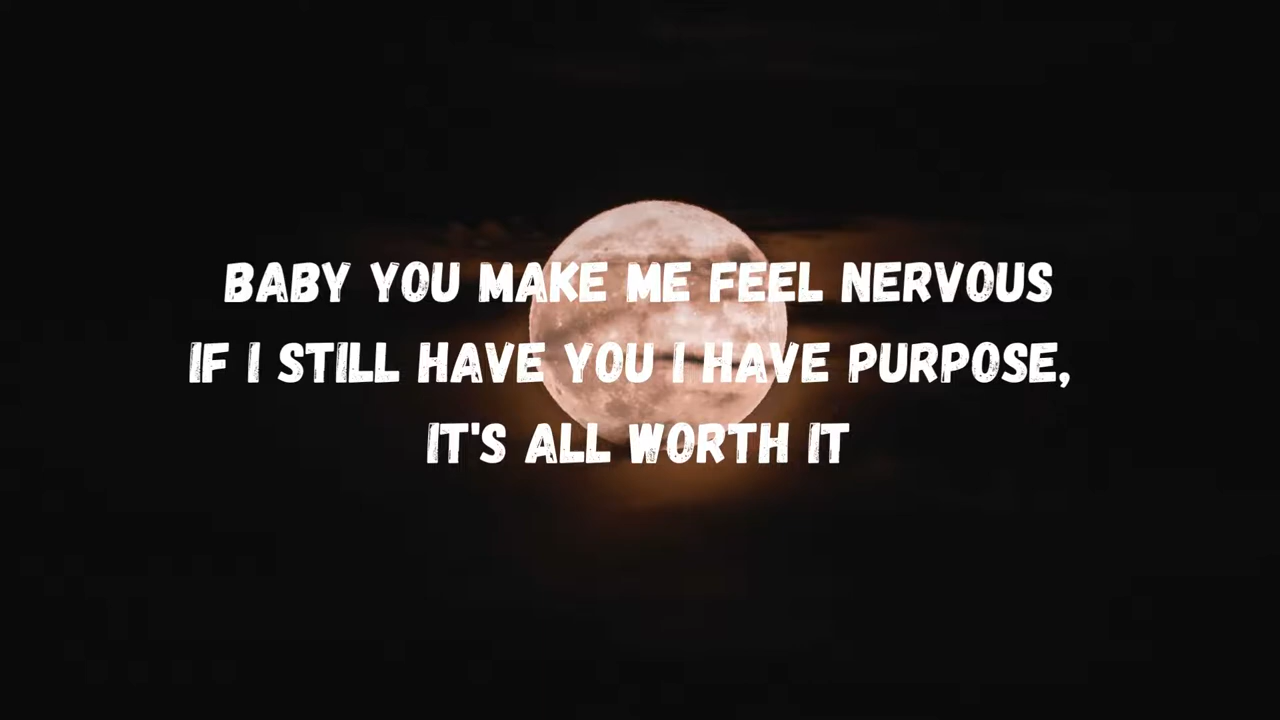 BABY YOU MAKE ME FEEL NERVOUS
IF I STILL HAVE YOU I HAVE PURPOSE,
IT'S ALL WORTH IT